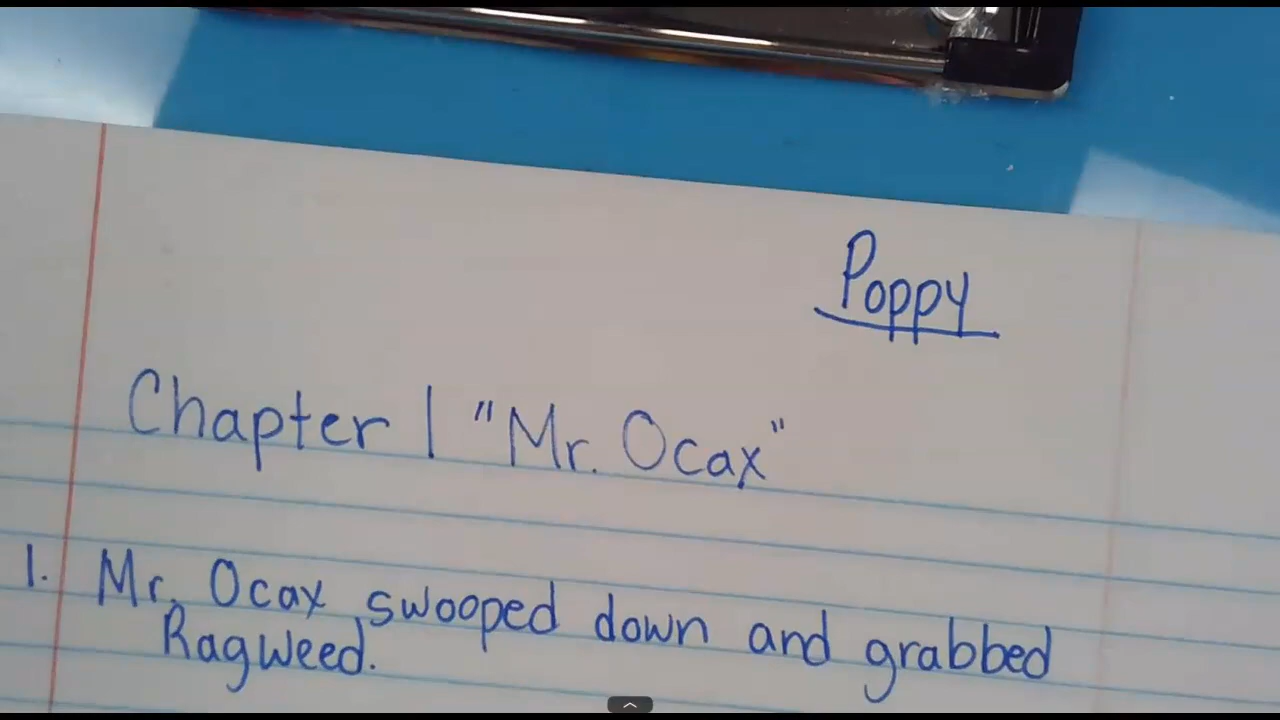 Poppy
Chapter 1 "Mr. Ocax"
1. Mr. Ocax swooped down and grabbed
Ragweed.